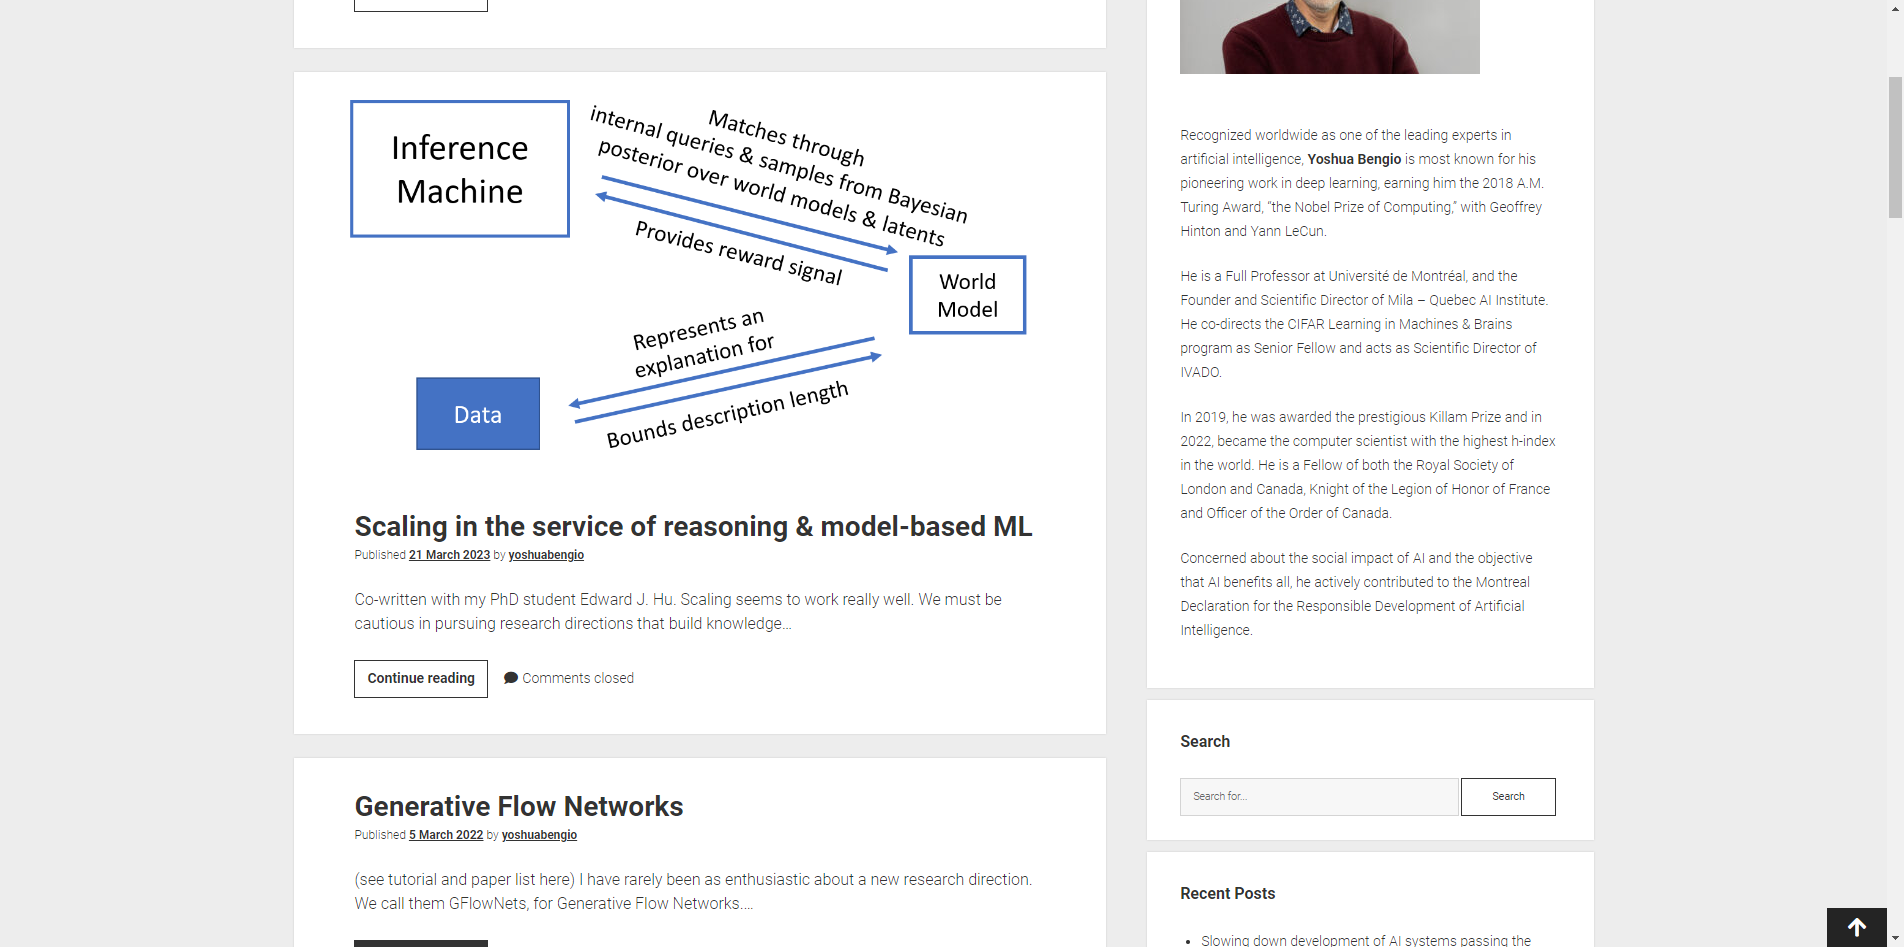 Inference
Machine
Matches through
internal queries & samples from Bayesian
posterior over world models & latents
Provides reward signal
World
Model
Represents an
explanation for
Bounds description length
Data
Scaling in the service of reasoning & model-based ML
Published 21 March 2023 by yoshuabengio
Co-written with my PhD student Edward J. Hu. Scaling seems to work really well. We must be
cautious in pursuing research directions that build knowledge…
Continue reading
Comments closed
Generative Flow Networks
Published 5 March 2022 by yoshuabengio
(see tutorial and paper list here) I have rarely been as enthusiastic about a new research direction.
We call them GFlowNets, for Generative Flow Networks.…
Recognized worldwide as one of the leading experts in
artificial intelligence, Yoshua Bengio is most known for his
pioneering work in deep learning, earning him the 2018 A.M.
Turing Award, “the Nobel Prize of Computing,” with Geoffrey
Hinton and Yann LeCun.
He is a Full Professor at Université de Montréal, and the
Founder and Scientific Director of Mila – Quebec AI Institute.
He co-directs the CIFAR Learning in Machines & Brains
program as Senior Fellow and acts as Scientific Director of
IVADO.
In 2019, he was awarded the prestigious Killam Prize and in
2022, became the computer scientist with the highest h-index
in the world. He is a Fellow of both the Royal Society of
London and Canada, Knight of the Legion of Honor of France
and Officer of the Order of Canada.
Concerned about the social impact of AI and the objective
that AI benefits all, he actively contributed to the Montreal
Declaration for the Responsible Development of Artificial
Intelligence.
Search
Search for...
Search
Recent Posts
Slowing down development of AI systems passing the